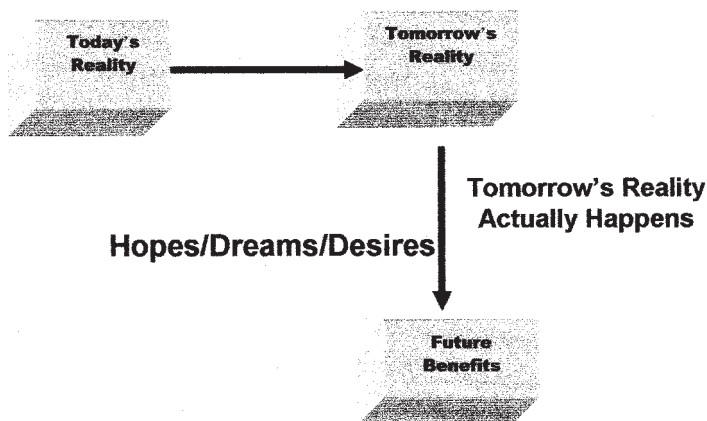 Today's
Reality
Tomorrow's
Reality
Tomorrow's Reality
Actually Happens
Hopes/Dreams/Desires
Future
Benefits